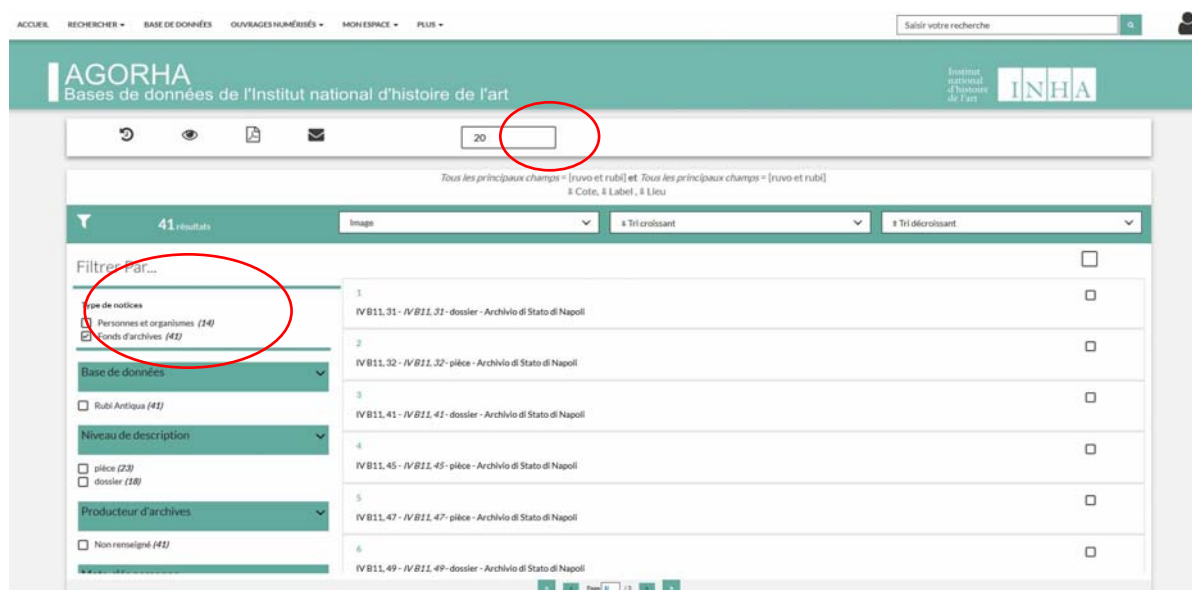 ACCUEIL RECHERCHER BASE DE DONNÉES OUVRAGES NUMÉRISÉS MON ESPACE PLUS Saisir votre recherche
AGORHA
Bases de données de l'Institut national d'histoire de l'art
Institut
national
d'histoire
de l'art
INHA
20
Tous les principaux champs = [ruvo et rubi] et Tous les principaux champs = [ruvo et rubi]
Cote, Label, Lieu
41 résultats Image Tri croissant Tri décroissant
Filtrer Par...
Type de notices
Personnes et organismes (14)
Fonds d'archives (41)
Base de données
Rubi Antiqua (41)
Niveau de description
pièce (23)
dossier (18)
Producteur d'archives
Non renseigné (41)
1
IV B11, 31 - IV B11, 31 - dossier - Archivio di Stato di Napoli
2
IV B11, 32 - IV B11, 32 - pièce - Archivio di Stato di Napoli
3
IV B11, 41 - IV B11, 41 - dossier - Archivio di Stato di Napoli
4
IV B11, 45 - IV B11, 45 - pièce - Archivio di Stato di Napoli
5
IV B11, 47 - IV B11, 47 - pièce - Archivio di Stato di Napoli
6
IV B11, 49 - IV B11, 49 - dossier - Archivio di Stato di Napoli
Page